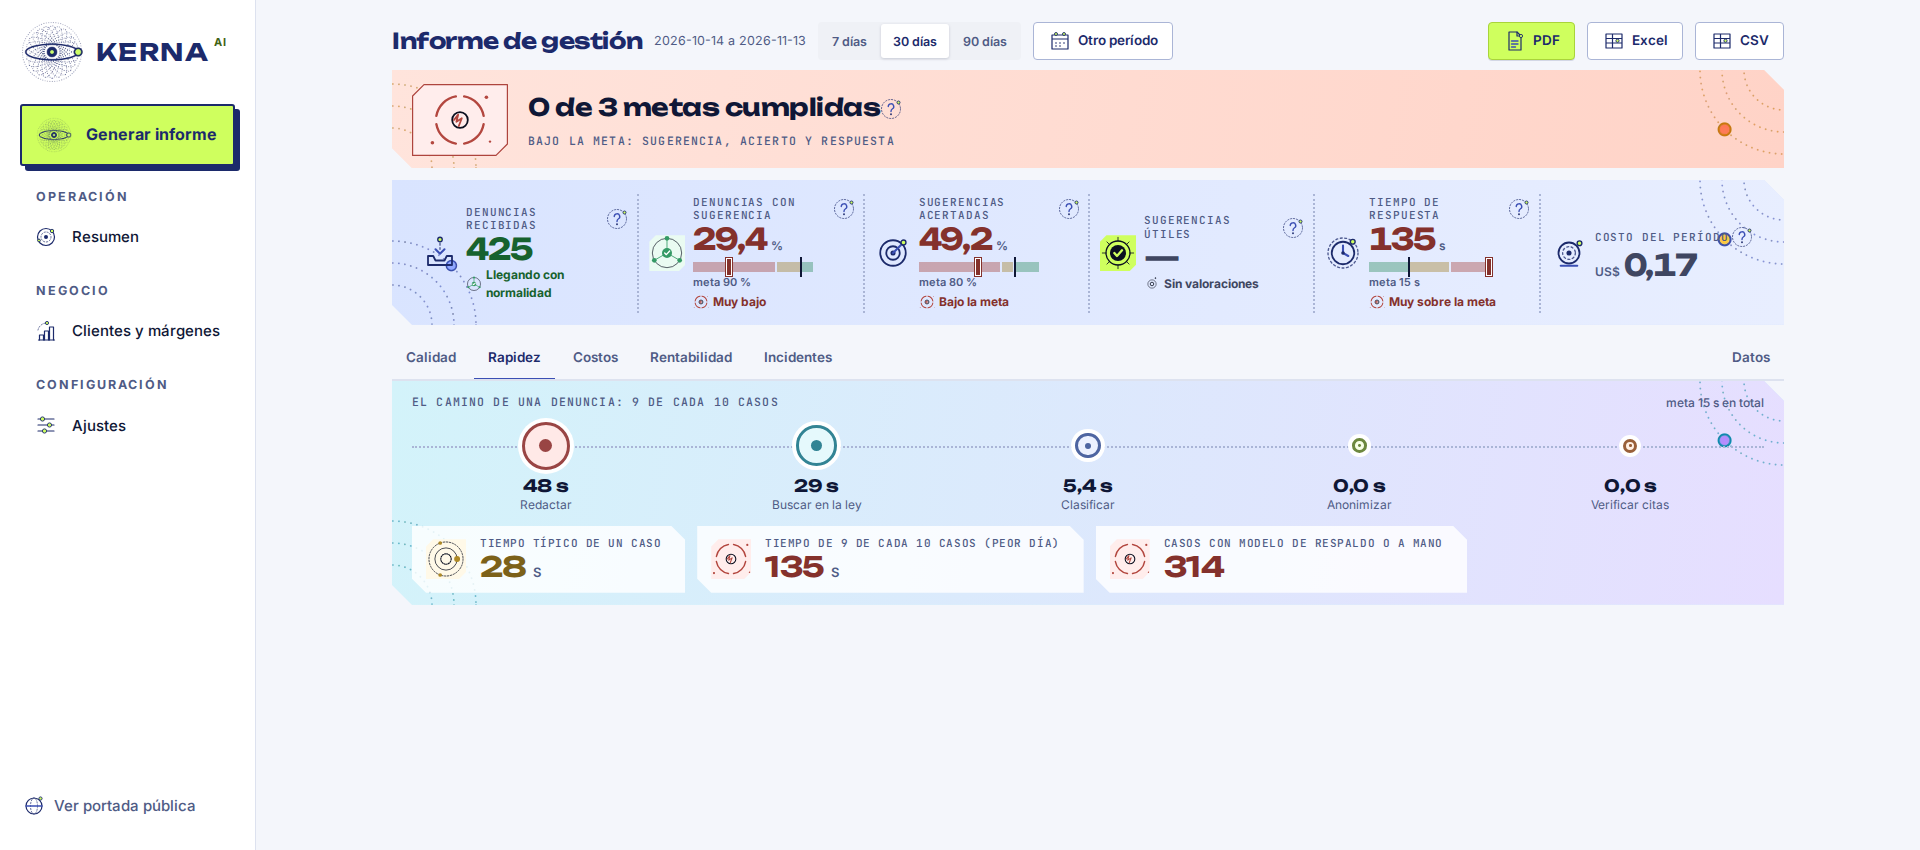 KERNA AI
Generar informe
OPERACIÓN
Resumen
NEGOCIO
Clientes y márgenes
CONFIGURACIÓN
Ajustes
Ver portada pública
Informe de gestión 2026-10-14 a 2026-11-13 7 días 30 días 90 días Otro período PDF Excel CSV
0 de 3 metas cumplidas ?
BAJO LA META: SUGERENCIA, ACIERTO Y RESPUESTA
DENUNCIAS
RECIBIDAS
?
425
Llegando con
normalidad
DENUNCIAS CON
SUGERENCIA
?
29,4 %
meta 90 %
Muy bajo
SUGERENCIAS
ACERTADAS
?
49,2 %
meta 80 %
Bajo la meta
SUGERENCIAS
ÚTILES
?
—
Sin valoraciones
TIEMPO DE
RESPUESTA
?
135 s
meta 15 s
Muy sobre la meta
COSTO DEL PERÍODO ?
US$ 0,17
Calidad Rapidez Costos Rentabilidad Incidentes Datos
EL CAMINO DE UNA DENUNCIA: 9 DE CADA 10 CASOS meta 15 s en total
48 s 29 s 5,4 s 0,0 s 0,0 s
Redactar Buscar en la ley Clasificar Anonimizar Verificar citas
TIEMPO TÍPICO DE UN CASO
28 s
TIEMPO DE 9 DE CADA 10 CASOS (PEOR DÍA)
135 s
CASOS CON MODELO DE RESPALDO O A MANO
314